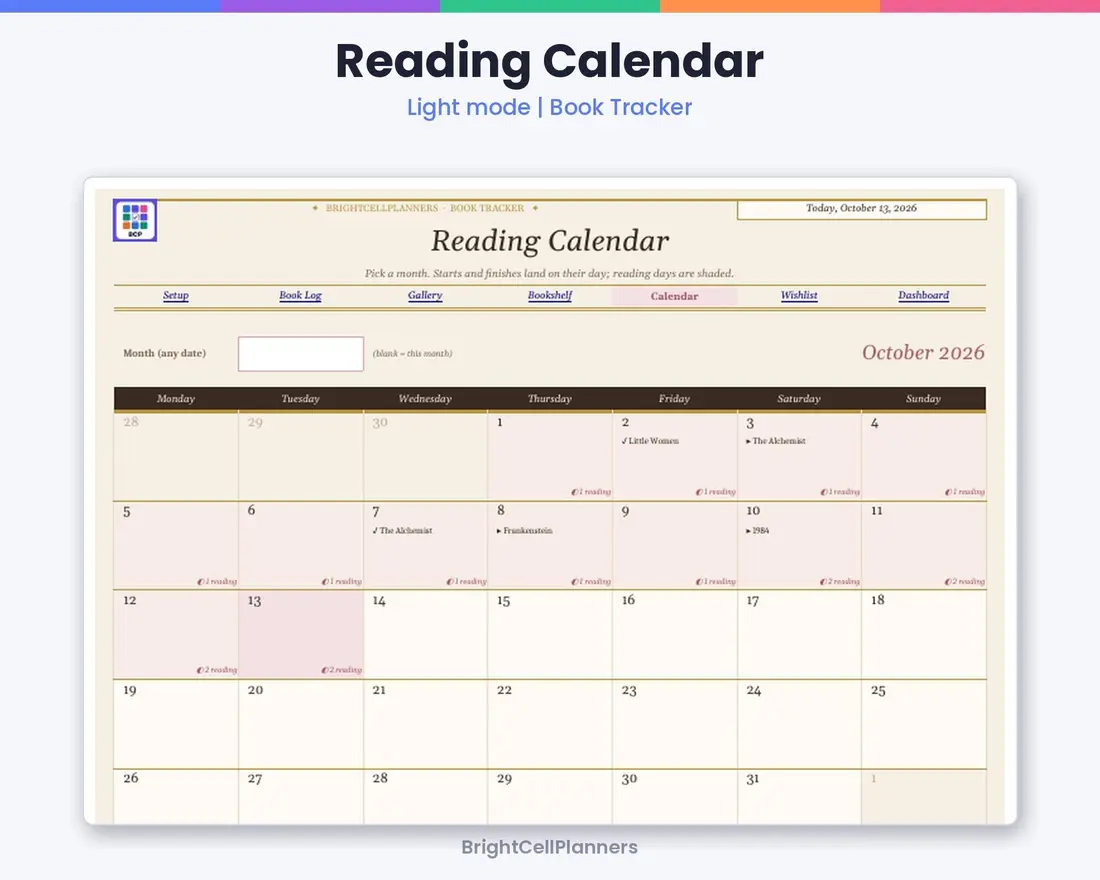 Reading Calendar
Light mode | Book Tracker
BCP
✦ BRIGHTCELLPLANNERS · BOOK TRACKER ✦
Today, October 13, 2026
Reading Calendar
Pick a month. Starts and finishes land on their day; reading days are shaded.
Setup Book Log Gallery Bookshelf Calendar Wishlist Dashboard
Month (any date) (blank = this month) October 2026
Monday Tuesday Wednesday Thursday Friday Saturday Sunday
28 29 30 1 2 3 4
✓ Little Women ▸ The Alchemist
◐ 1 reading ◐ 1 reading ◐ 1 reading ◐ 1 reading
5 6 7 8 9 10 11
✓ The Alchemist ▸ Frankenstein ▸ 1984
◐ 1 reading ◐ 1 reading ◐ 1 reading ◐ 1 reading ◐ 1 reading ◐ 2 reading ◐ 2 reading
12 13 14 15 16 17 18
◐ 2 reading ◐ 2 reading
19 20 21 22 23 24 25
26 27 28 29 30 31 1
BrightCellPlanners